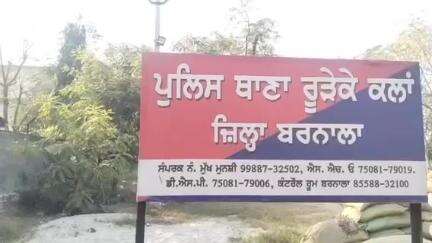 ਪੁਲਿਸ ਥਾਣਾ ਰੂੜੇਕੇ ਕਲਾਂ
ਜ਼ਿਲ੍ਹਾ ਬਰਨਾਲਾ
ਸੰਪਰਕ ਨੰ. ਮੁੱਖ ਮੁਨਸ਼ੀ 99887-32502, ਐਸ. ਐਚ. ਓ 75081-79019.
ਡੀ.ਐਸ.ਪੀ. 75081-79006, ਕੰਟਰੌਲ ਰੂਮ ਬਰਨਾਲਾ 85588-32100